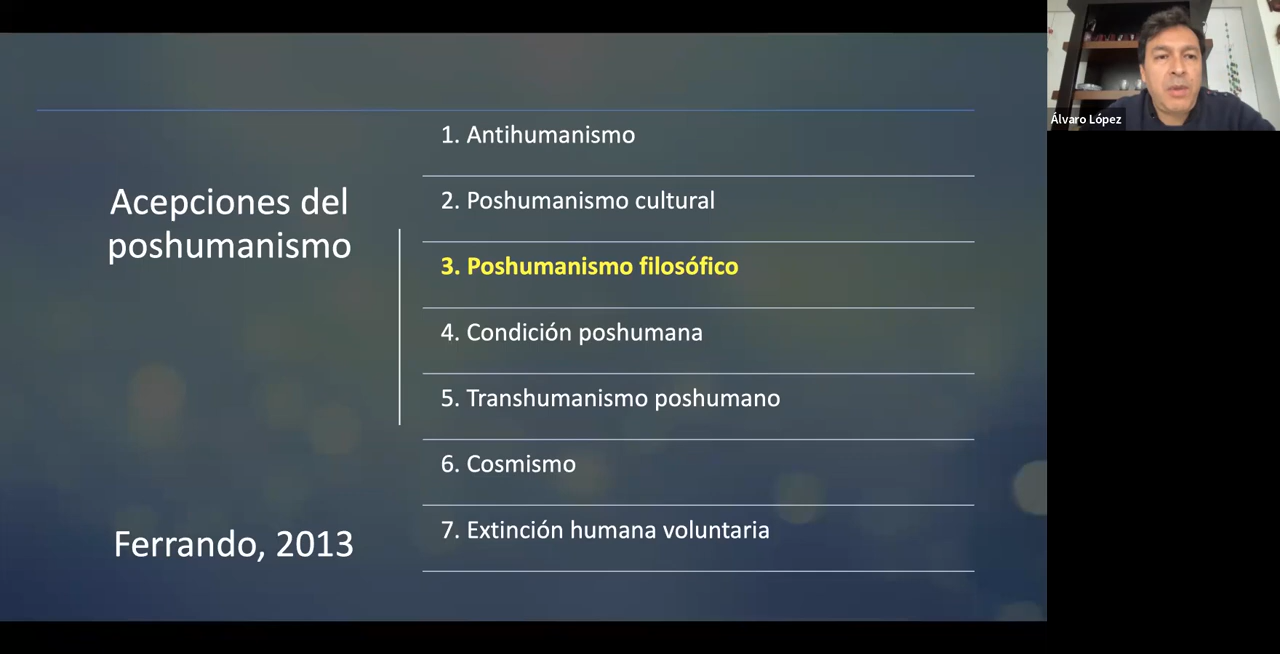 Acepciones del
poshumanismo
Ferrando, 2013
1. Antihumanismo
2. Poshumanismo cultural
3. Poshumanismo filosófico
4. Condición poshumana
5. Transhumanismo poshumano
6. Cosmismo
7. Extinción humana voluntaria
Álvaro López